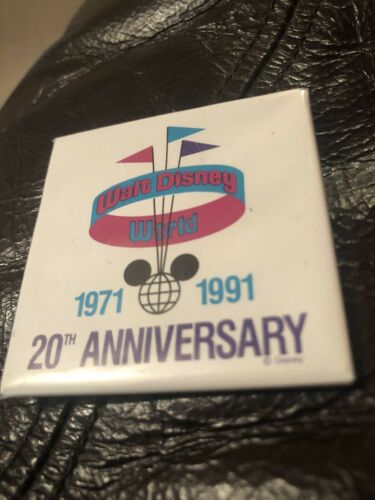 Walt Disney
World
1971 1991
20TH ANNIVERSARY
© Disney